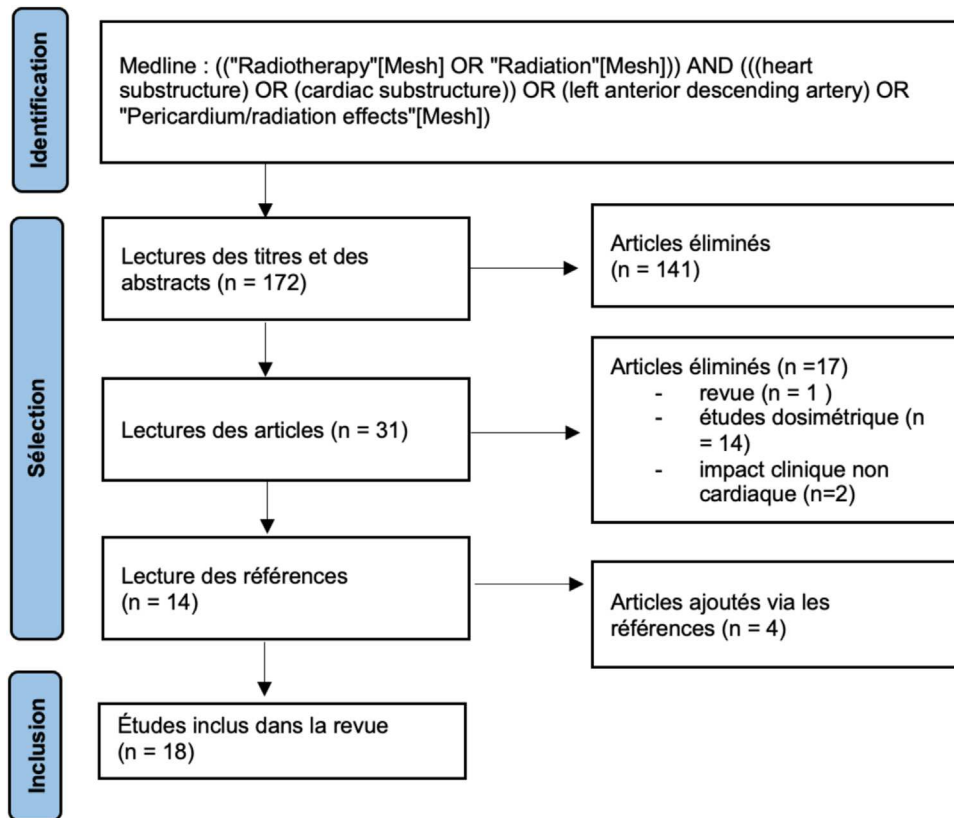 Identification
Medline : (("Radiotherapy"[Mesh] OR "Radiation"[Mesh])) AND (((heart
substructure) OR (cardiac substructure)) OR (left anterior descending artery) OR
"Pericardium/radiation effects"[Mesh])
Sélection
Lectures des titres et des
abstracts (n = 172)
Articles éliminés
(n = 141)
Lectures des articles (n = 31)
Articles éliminés (n =17)
- revue (n = 1 )
- études dosimétrique (n
= 14)
- impact clinique non
cardiaque (n=2)
Lecture des références
(n = 14)
Articles ajoutés via les
références (n = 4)
Inclusion
Études inclus dans la revue
(n = 18)